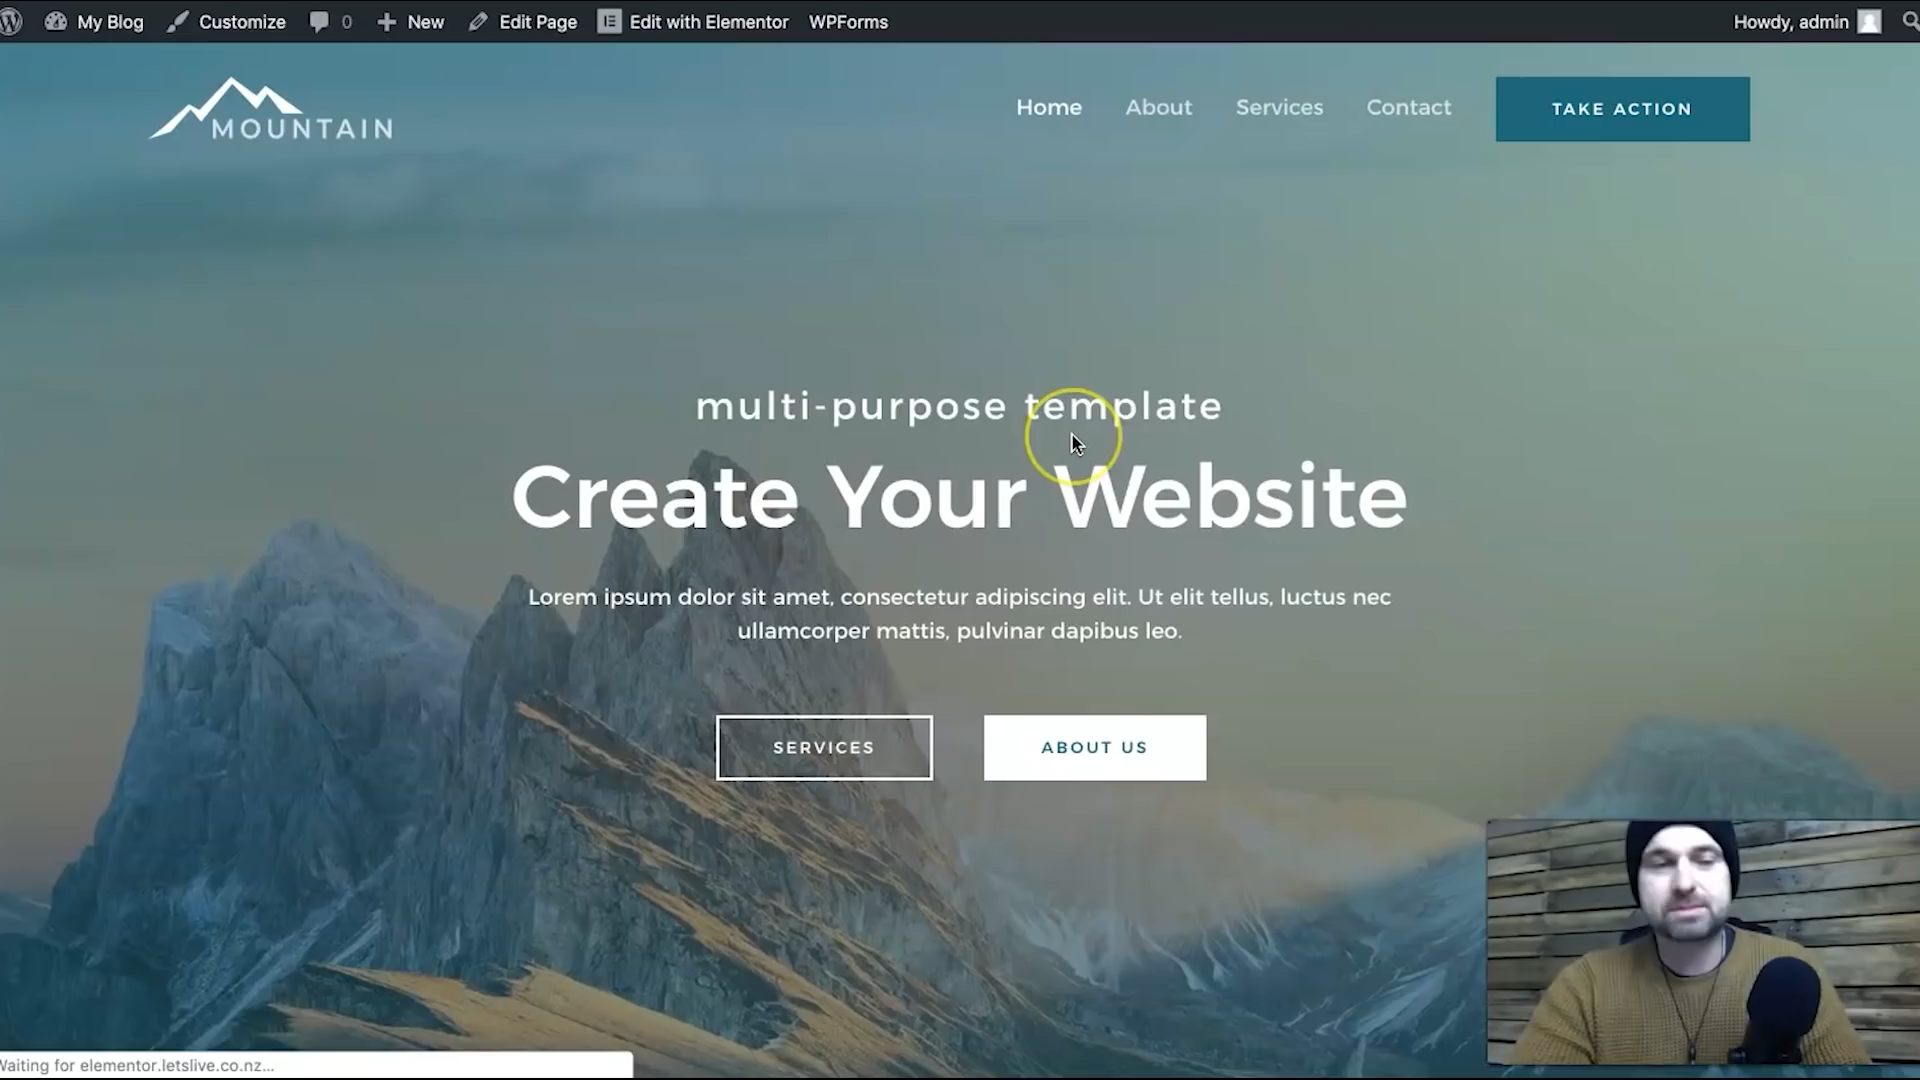 My Blog Customize 0 New Edit Page Edit with Elementor WPForms Howdy, admin
MOUNTAIN
Home About Services Contact TAKE ACTION
multi-purpose template
Create Your Website
Lorem ipsum dolor sit amet, consectetur adipiscing elit. Ut elit tellus, luctus nec
ullamcorper mattis, pulvinar dapibus leo.
SERVICES ABOUT US
Waiting for elementor.letslive.co.nz...